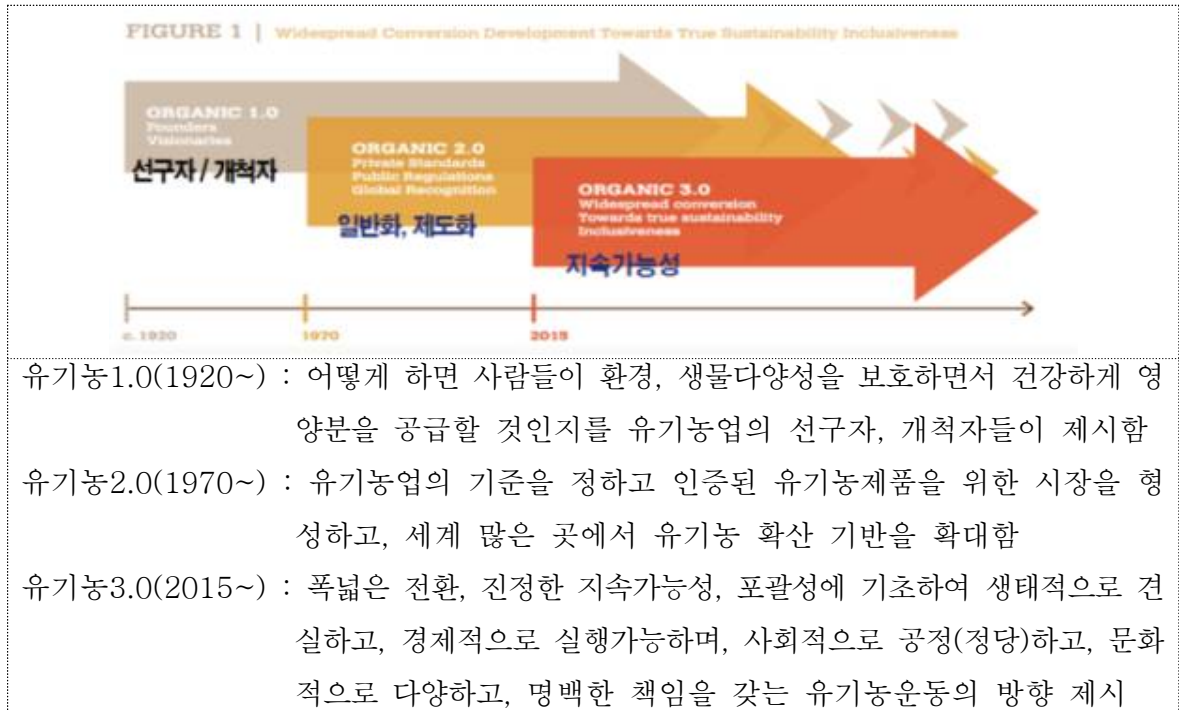 FIGURE 1 | Widespread Conversion Development Towards True Sustainability Inclusiveness
ORGANIC 1.0
Founders
Visionaries
선구자 / 개척자
ORGANIC 2.0
Private Standards
Public Regulations
Global Recognition
일반화, 제도화
ORGANIC 3.0
Widespread conversion
Towards true sustainability
Inclusiveness
지속가능성
c. 1920
1970
2015
유기농1.0(1920~) : 어떻게 하면 사람들이 환경, 생물다양성을 보호하면서 건강하게 영
양분을 공급할 것인지를 유기농업의 선구자, 개척자들이 제시함
유기농2.0(1970~) : 유기농업의 기준을 정하고 인증된 유기농제품을 위한 시장을 형
성하고, 세계 많은 곳에서 유기농 확산 기반을 확대함
유기농3.0(2015~) : 폭넓은 전환, 진정한 지속가능성, 포괄성에 기초하여 생태적으로 견
실하고, 경제적으로 실행가능하며, 사회적으로 공정(정당)하고, 문화
적으로 다양하고, 명백한 책임을 갖는 유기농운동의 방향 제시